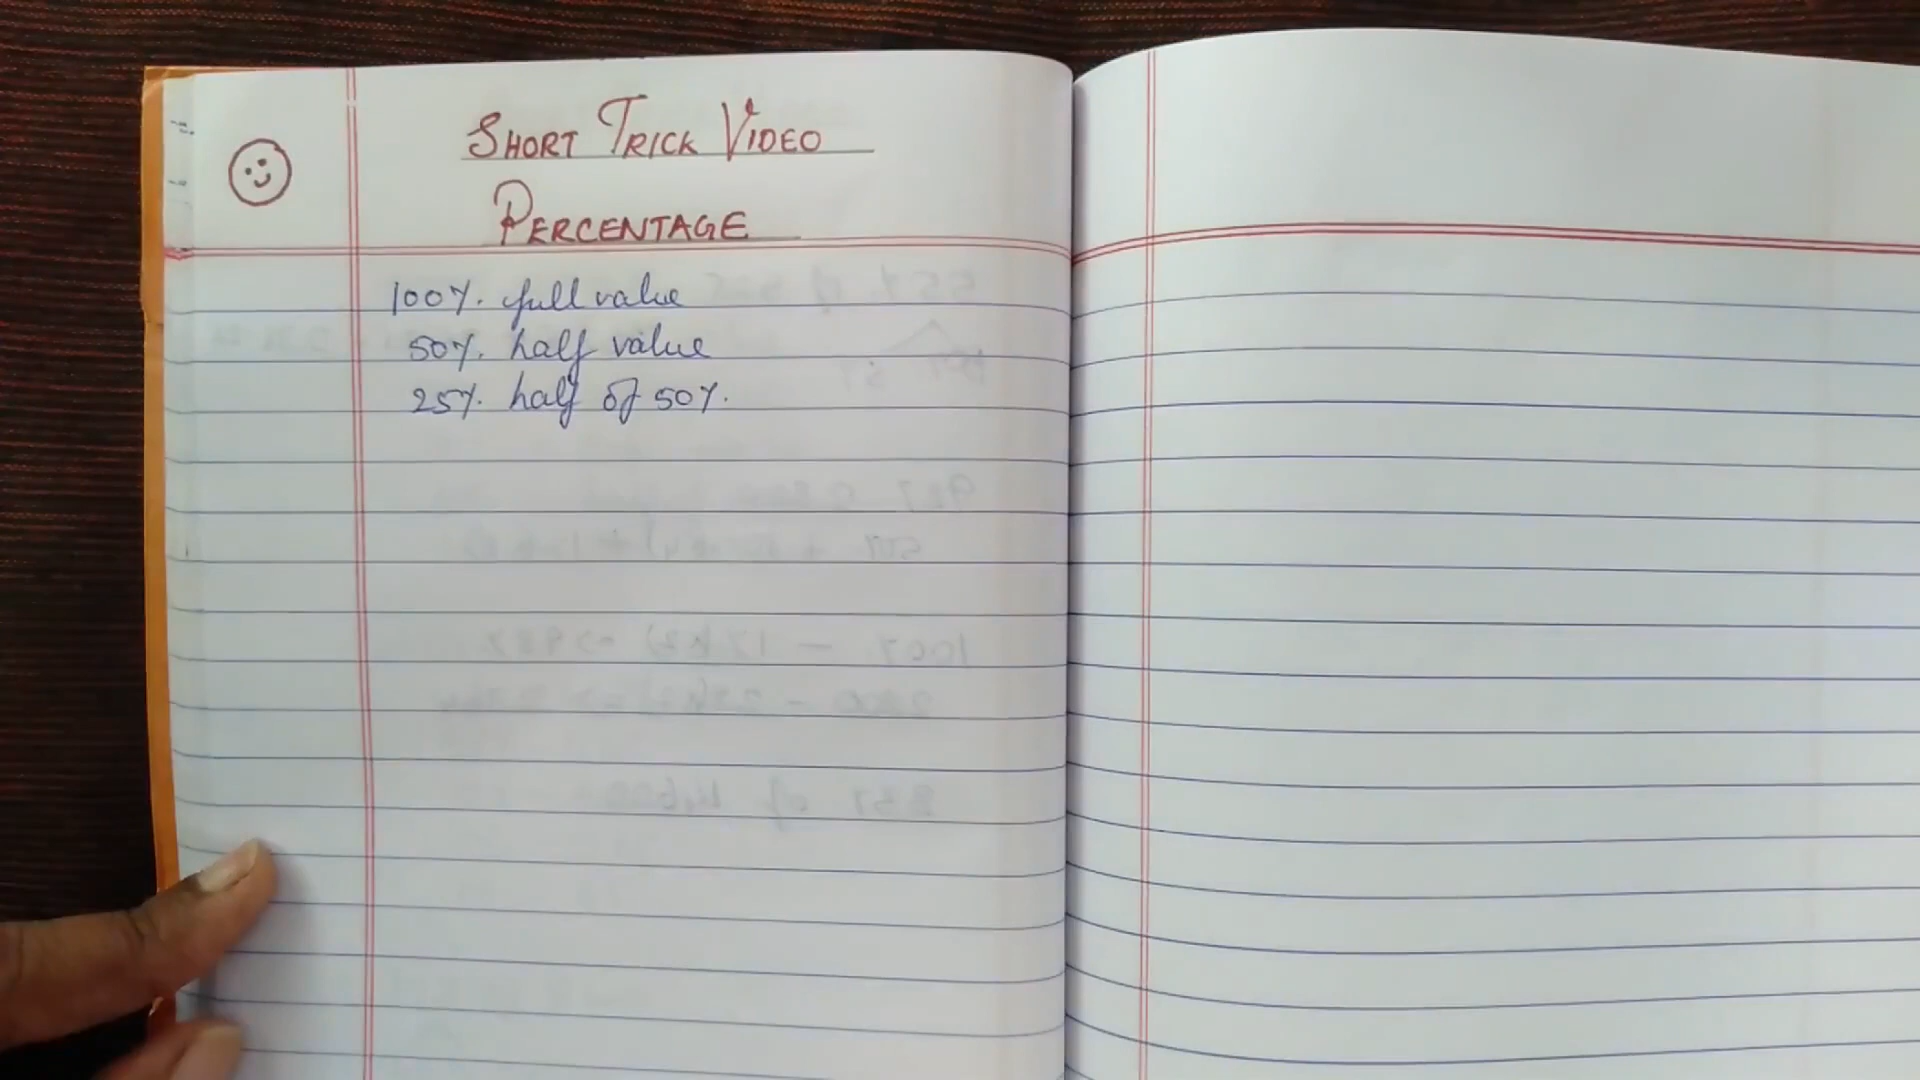 SHORT TRICK VIDEO
PERCENTAGE
100%. full value
50%. half value
25%. half of 50%.